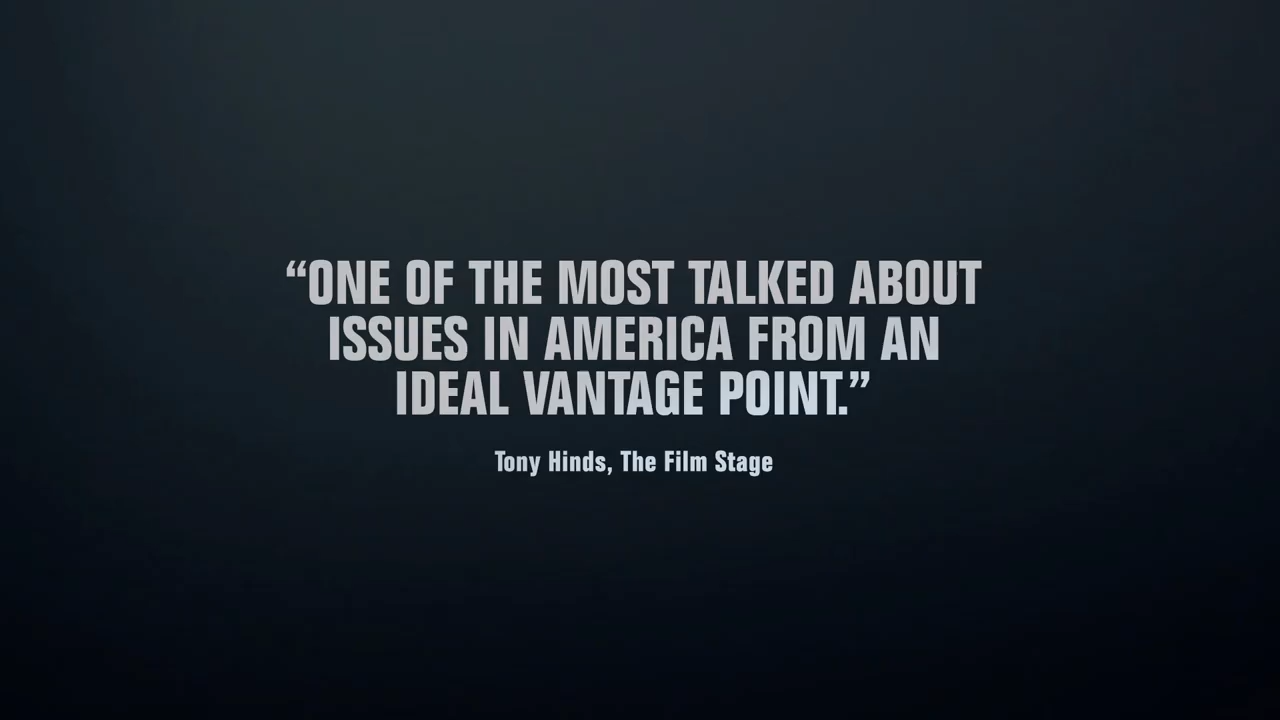 “ONE OF THE MOST TALKED ABOUT
ISSUES IN AMERICA FROM AN
IDEAL VANTAGE POINT.”
Tony Hinds, The Film Stage